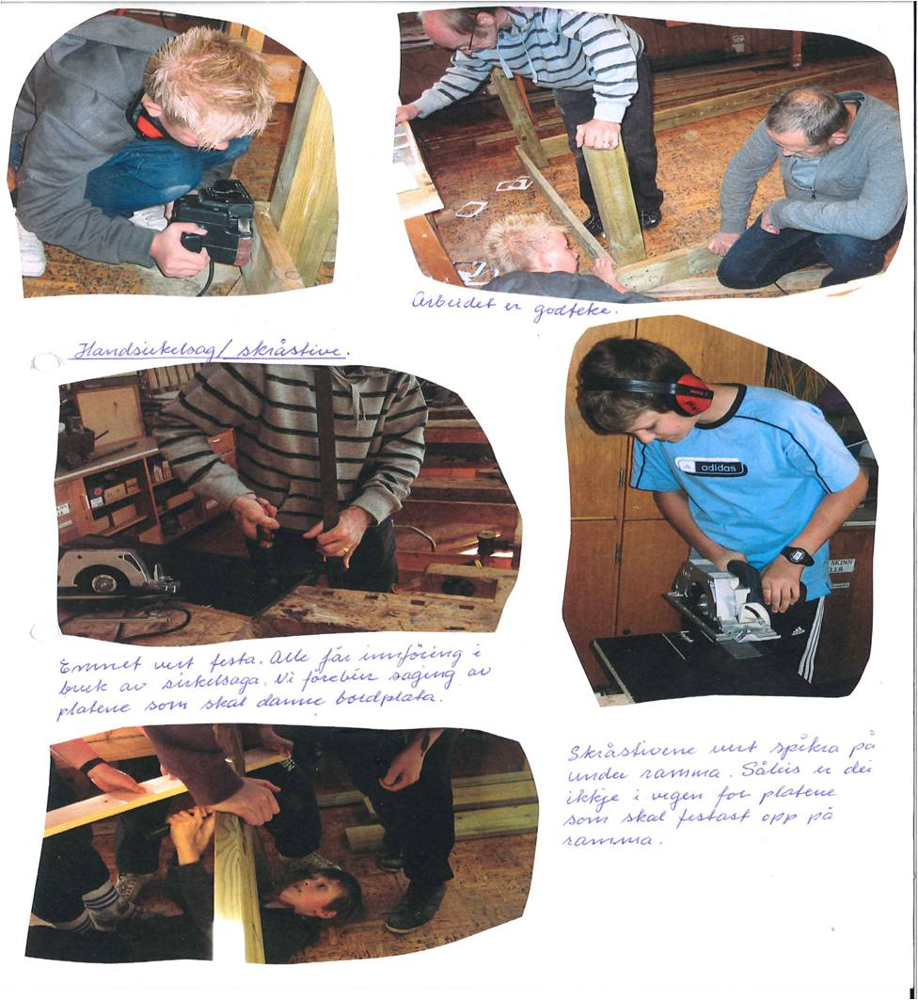 Arbeidet er godteke.
Handsirkelsag/ skråstive.
adidas
SKINN
Emnet vert festa. Alle får innføring i
bruk av sirkelsaga. Vi førebur saging av
platene som skal danne bordplata.
Skråstivene vert spikra på
under ramma. Såleis er dei
ikkje i vegen for platene
som skal festast opp på
ramma.